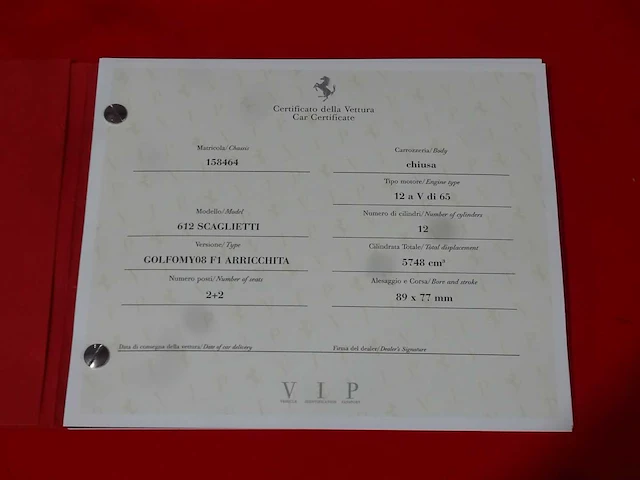 Certificato della Vettura
Car Certificate
Matricola/Chassis
158464
Modello/Model
612 SCAGLIETTI
Versione/Type
GOLFOMY08 F1 ARRICCHITA
Numero posti/Number of seats
2+2
Carrozzeria/Body
chiusa
Tipo motore/Engine type
12 a V di 65
Numero di cilindri/Number of cylinders
12
Cilindrata Totale/Total displacement
5748 cm³
Alesaggio e Corsa/Bore and stroke
89 x 77 mm
Data di consegna della vettura/Date of car delivery
Firma del dealer/Dealer's Signature
VIP